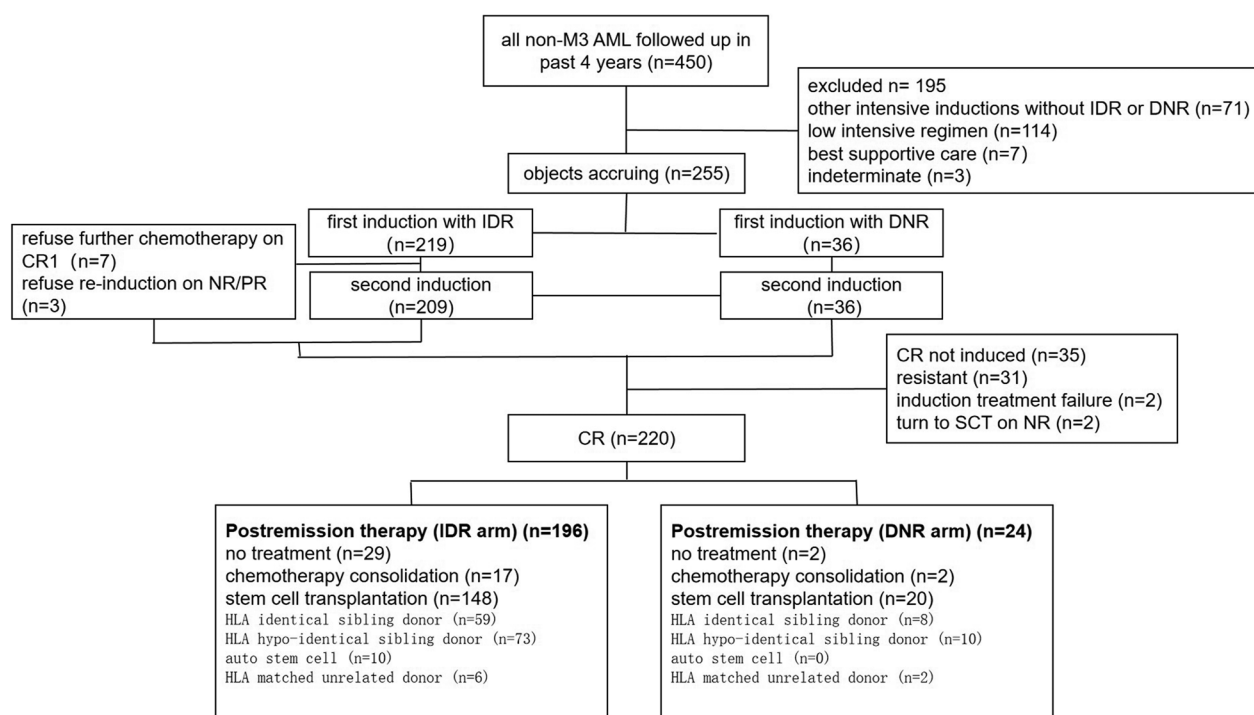 all non-M3 AML followed up in
past 4 years (n=450)
excluded n= 195
other intensive inductions without IDR or DNR (n=71)
low intensive regimen (n=114)
best supportive care (n=7)
indeterminate (n=3)
objects accruing (n=255)
first induction with IDR
(n=219)
first induction with DNR
(n=36)
refuse further chemotherapy on
CR1 (n=7)
refuse re-induction on NR/PR
(n=3)
second induction
(n=209)
second induction
(n=36)
CR not induced (n=35)
resistant (n=31)
induction treatment failure (n=2)
turn to SCT on NR (n=2)
CR (n=220)
Postremission therapy (IDR arm) (n=196)
no treatment (n=29)
chemotherapy consolidation (n=17)
stem cell transplantation (n=148)
HLA identical sibling donor (n=59)
HLA hypo-identical sibling donor (n=73)
auto stem cell (n=10)
HLA matched unrelated donor (n=6)
Postremission therapy (DNR arm) (n=24)
no treatment (n=2)
chemotherapy consolidation (n=2)
stem cell transplantation (n=20)
HLA identical sibling donor (n=8)
HLA hypo-identical sibling donor (n=10)
auto stem cell (n=0)
HLA matched unrelated donor (n=2)